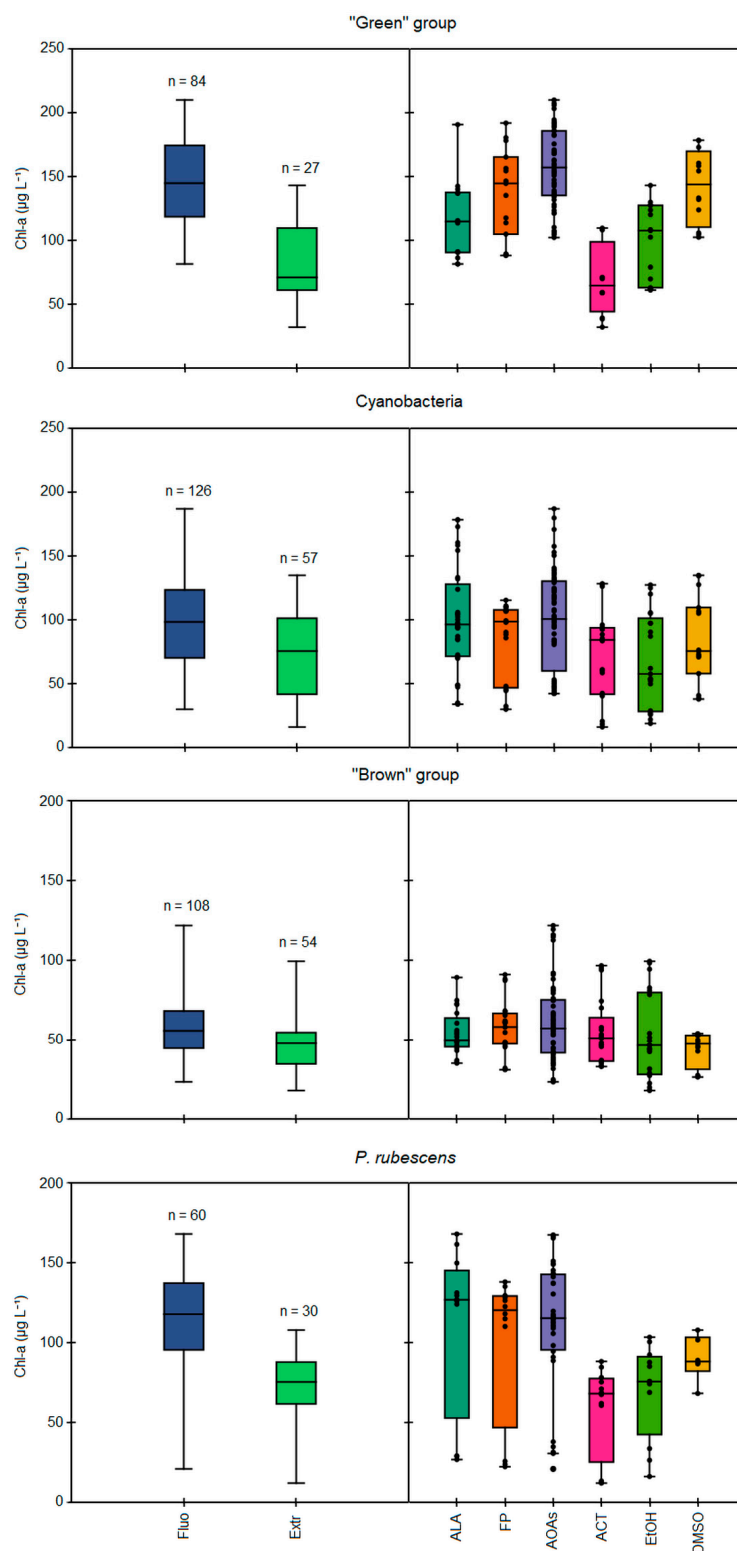 "Green" group
250
200
150
100
50
0
Chl-a (µg L⁻¹)
n = 84
n = 27
Cyanobacteria
250
200
150
100
50
0
Chl-a (µg L⁻¹)
n = 126
n = 57
"Brown" group
200
150
100
50
0
Chl-a (µg L⁻¹)
n = 108
n = 54
P. rubescens
200
150
100
50
0
Chl-a (µg L⁻¹)
n = 60
n = 30
Fluo
Extr
ALA
FP
AOAs
ACT
EtOH
DMSO